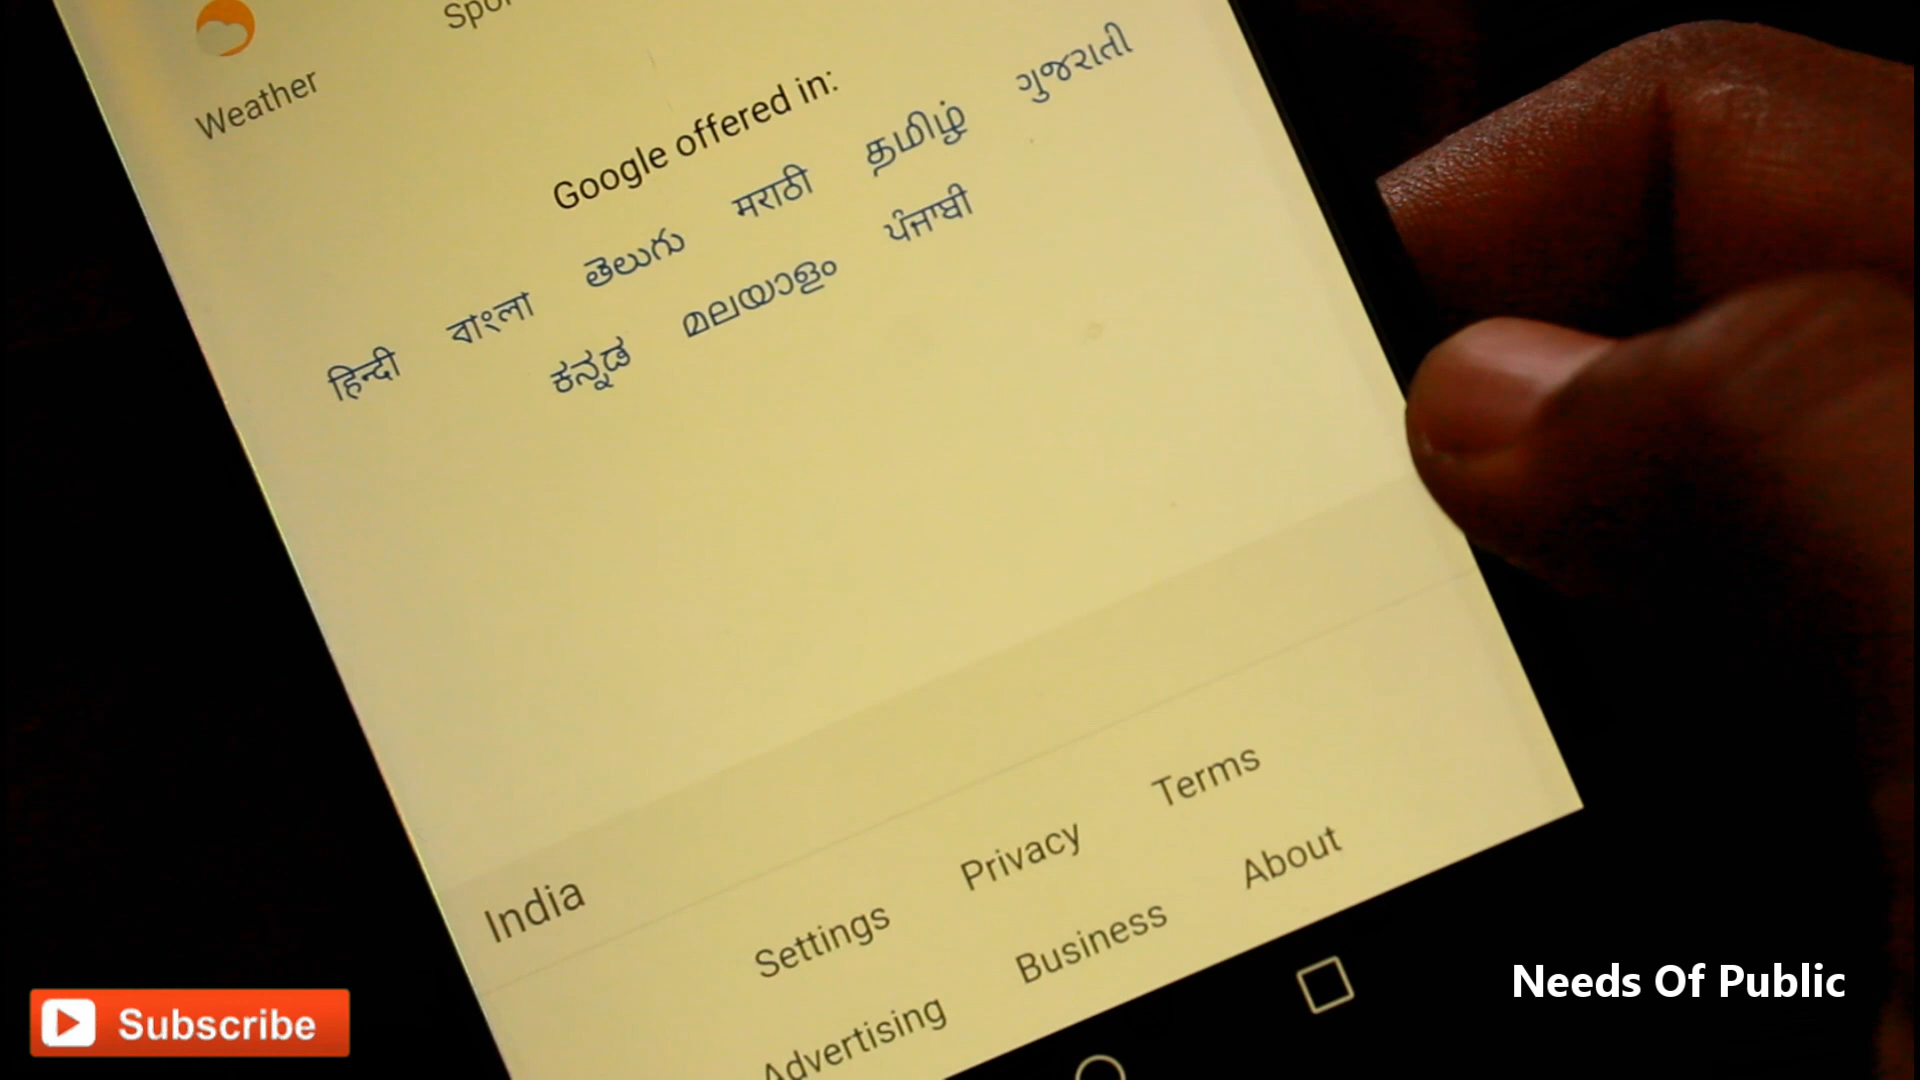 Weather
Google offered in:
हिन्दी বাংলা తెలుగు मराठी தமிழ் ગુજરાતી
ಕನ್ನಡ മലയാളം ਪੰਜਾਬੀ
India
Settings Privacy Terms
Advertising Business About
Subscribe
Needs Of Public